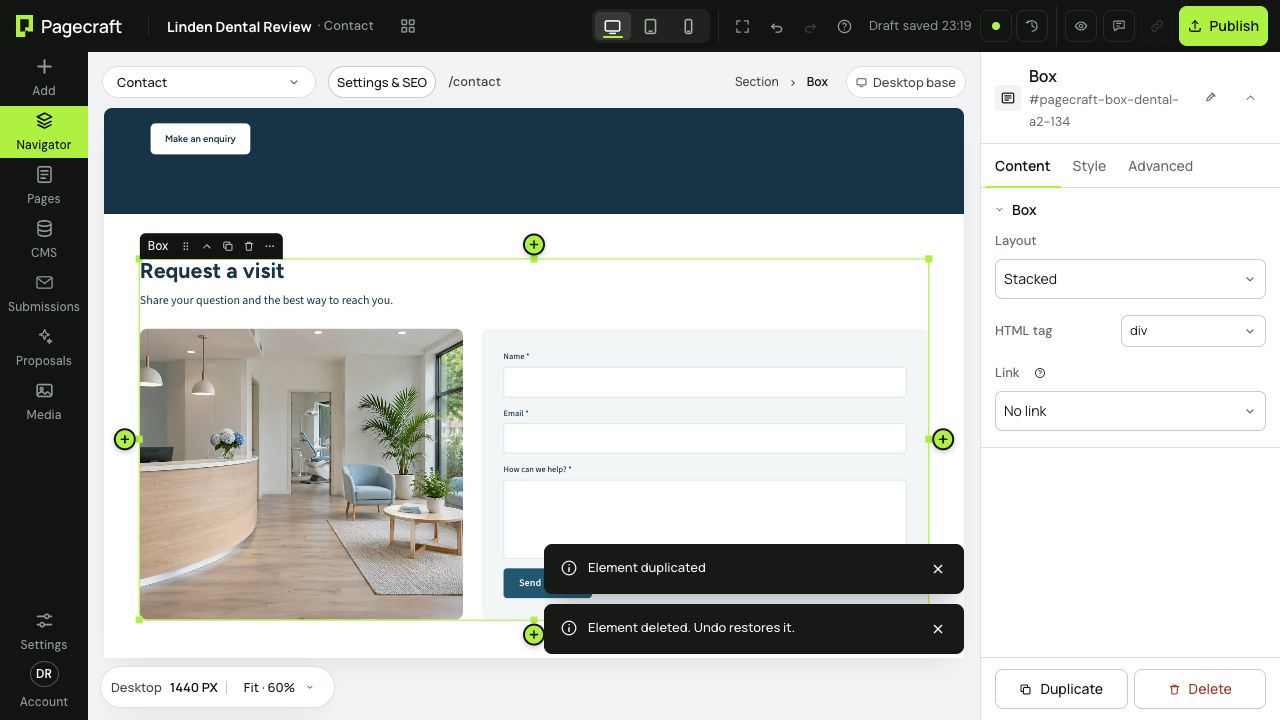 Pagecraft
Linden Dental Review · Contact
Draft saved 23:19
Publish
Add
Navigator
Pages
CMS
Submissions
Proposals
Media
Settings
DR
Account
Contact
Settings & SEO
/contact
Section › Box
Desktop base
Make an enquiry
Box
Request a visit
Share your question and the best way to reach you.
Name *
Email *
How can we help? *
Send
Element duplicated
Element deleted. Undo restores it.
Desktop 1440 PX
Fit · 60%
Box
#pagecraft-box-dental-
a2-134
Content
Style
Advanced
Box
Layout
Stacked
HTML tag
div
Link
No link
Duplicate
Delete